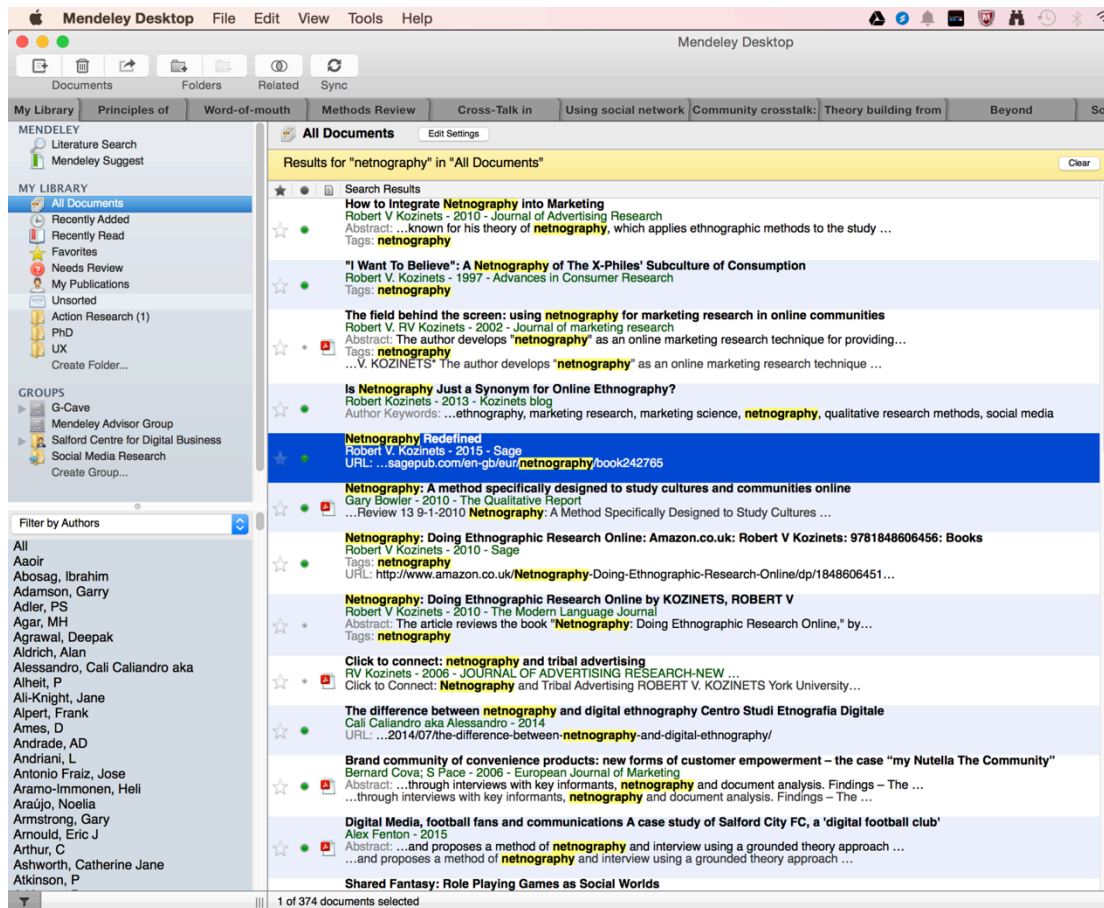 Mendeley Desktop File Edit View Tools Help
Mendeley Desktop
Documents Folders Related Sync
My Library Principles of Word-of-mouth Methods Review Cross-Talk in Using social network Community crosstalk: Theory building from Beyond So
MENDELEY
Literature Search
Mendeley Suggest
MY LIBRARY
All Documents
Recently Added
Recently Read
Favorites
Needs Review
My Publications
Unsorted
Action Research (1)
PhD
UX
Create Folder...
GROUPS
G-Cave
Mendeley Advisor Group
Salford Centre for Digital Business
Social Media Research
Create Group...
Filter by Authors
All
Aaoir
Abosag, Ibrahim
Adamson, Garry
Adler, PS
Agar, MH
Agrawal, Deepak
Aldrich, Alan
Alessandro, Cali Caliandro aka
Alheit, P
Ali-Knight, Jane
Alpert, Frank
Ames, D
Andrade, AD
Andriani, L
Antonio Fraiz, Jose
Aramo-Immonen, Heli
Araújo, Noelia
Armstrong, Gary
Arnould, Eric J
Arthur, C
Ashworth, Catherine Jane
Atkinson, P
All Documents Edit Settings
Results for "netnography" in "All Documents" Clear
Search Results
How to Integrate Netnography into Marketing
Robert V Kozinets - 2010 - Journal of Advertising Research
Abstract: ...known for his theory of netnography, which applies ethnographic methods to the study ...
Tags: netnography
"I Want To Believe": A Netnography of The X-Philes' Subculture of Consumption
Robert V. Kozinets - 1997 - Advances in Consumer Research
Tags: netnography
The field behind the screen: using netnography for marketing research in online communities
Robert V. RV Kozinets - 2002 - Journal of marketing research
Abstract: The author develops "netnography" as an online marketing research technique for providing...
Tags: netnography
...V. KOZINETS* The author develops "netnography" as an online marketing research technique ...
Is Netnography Just a Synonym for Online Ethnography?
Robert Kozinets - 2013 - Kozinets blog
Author Keywords: ...ethnography, marketing research, marketing science, netnography, qualitative research methods, social media
Netnography Redefined
Robert V. Kozinets - 2015 - Sage
URL: ...sagepub.com/en-gb/eur/netnography/book242765
Netnography: A method specifically designed to study cultures and communities online
Gary Bowler - 2010 - The Qualitative Report
...Review 13 9-1-2010 Netnography: A Method Specifically Designed to Study Cultures ...
Netnography: Doing Ethnographic Research Online: Amazon.co.uk: Robert V Kozinets: 9781848606456: Books
Robert V Kozinets - 2010 - Sage
Tags: netnography
URL: http://www.amazon.co.uk/Netnography-Doing-Ethnographic-Research-Online/dp/1848606451...
Netnography: Doing Ethnographic Research Online by KOZINETS, ROBERT V
Robert V Kozinets - 2010 - The Modern Language Journal
Abstract: The article reviews the book "Netnography: Doing Ethnographic Research Online," by...
Tags: netnography
Click to connect: netnography and tribal advertising
RV Kozinets - 2006 - JOURNAL OF ADVERTISING RESEARCH-NEW ...
Click to Connect: Netnography and Tribal Advertising ROBERT V. KOZINETS York University...
The difference between netnography and digital ethnography Centro Studi Etnografia Digitale
Cali Caliandro aka Alessandro - 2014
URL: ...2014/07/the-difference-between-netnography-and-digital-ethnography/
Brand community of convenience products: new forms of customer empowerment – the case “my Nutella The Community”
Bernard Cova; S Pace - 2006 - European Journal of Marketing
Abstract: ...through interviews with key informants, netnography and document analysis. Findings – The ...
...through interviews with key informants, netnography and document analysis. Findings – The ...
Digital Media, football fans and communications A case study of Salford City FC, a 'digital football club'
Alex Fenton - 2015
Abstract: ...and proposes a method of netnography and interview using a grounded theory approach ...
...and proposes a method of netnography and interview using a grounded theory approach ...
Shared Fantasy: Role Playing Games as Social Worlds
1 of 374 documents selected